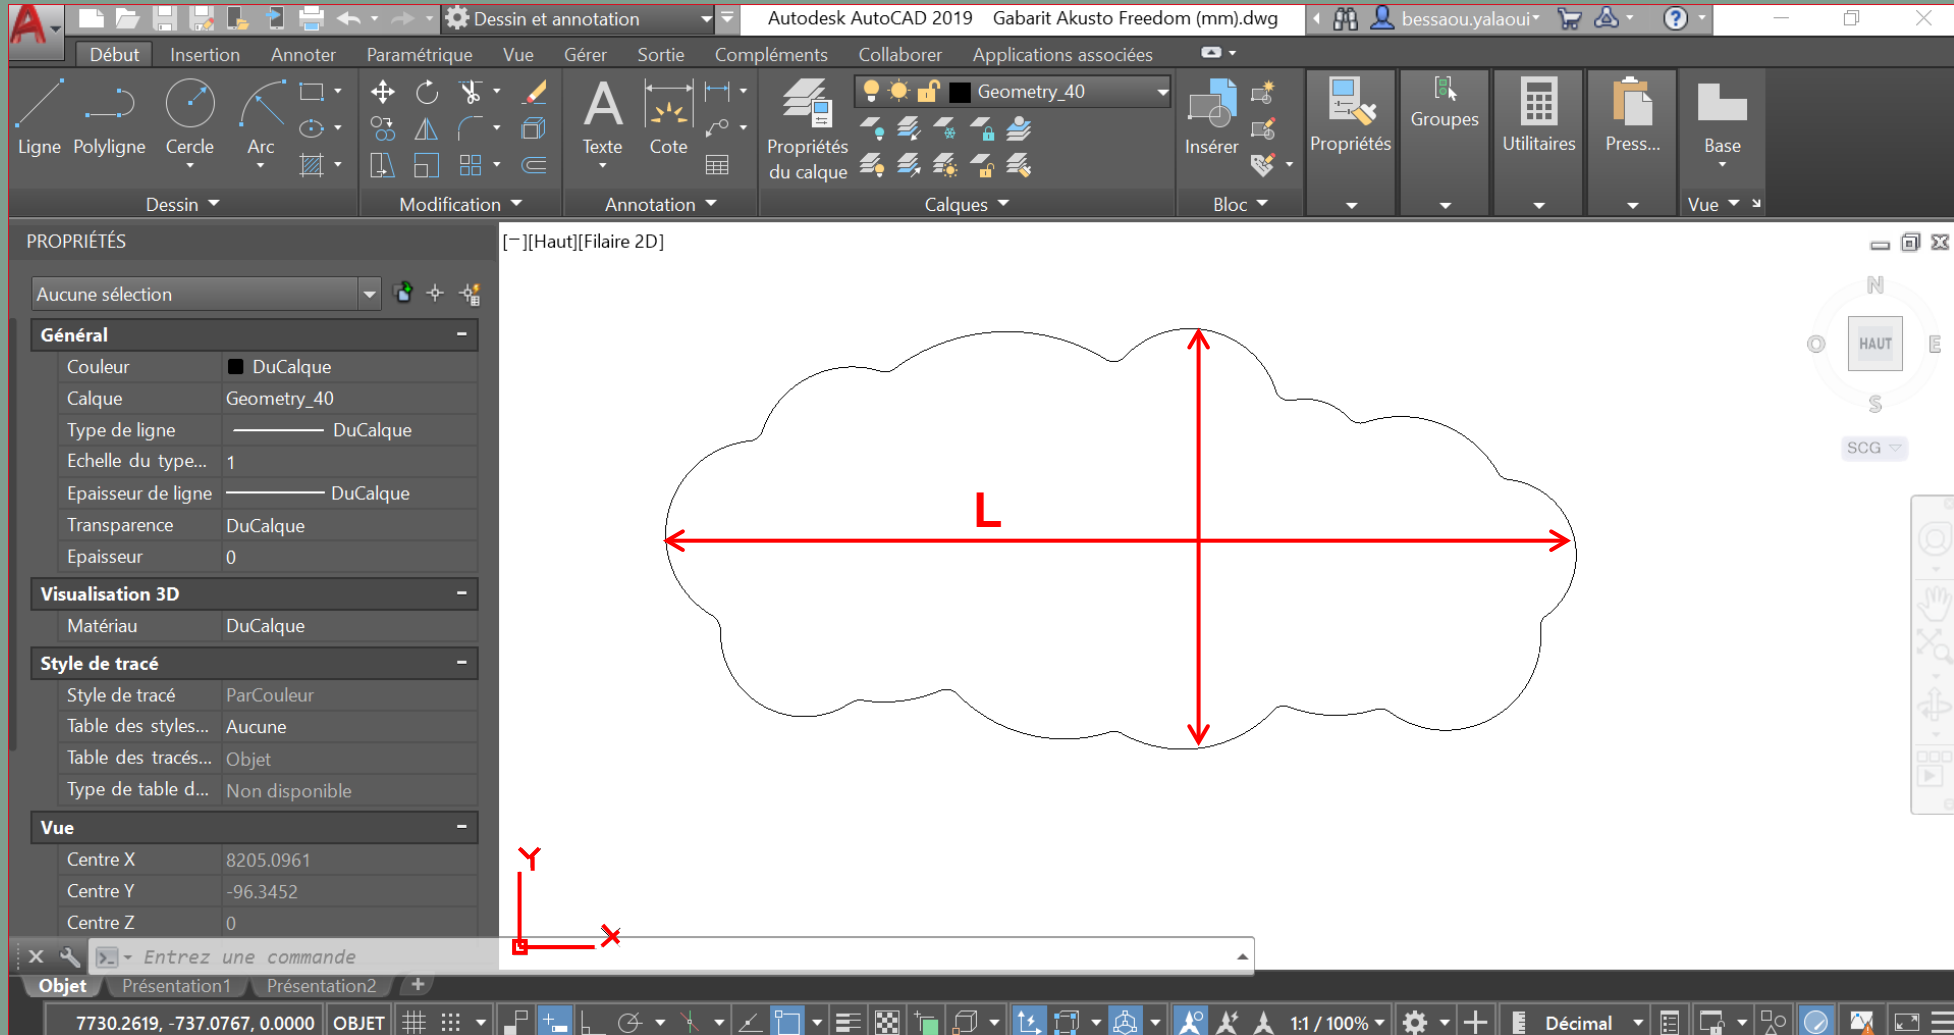 Dessin et annotation
Autodesk AutoCAD 2019 Gabarit Akusto Freedom (mm).dwg
bessaou.yalaoui
Début Insertion Annoter Paramétrique Vue Gérer Sortie Compléments Collaborer Applications associées
Geometry_40
Ligne Polyligne Cercle Arc
Texte Cote
Propriétés du calque
Insérer
Propriétés
Groupes
Utilitaires
Press...
Base
Dessin Modification Annotation Calques Bloc Vue
PROPRIÉTÉS
[−][Haut][Filaire 2D]
Aucune sélection
Général
Couleur DuCalque
Calque Geometry_40
Type de ligne DuCalque
Echelle du type... 1
Epaisseur de ligne DuCalque
Transparence DuCalque
Epaisseur 0
Visualisation 3D
Matériau DuCalque
Style de tracé
Style de tracé ParCouleur
Table des styles... Aucune
Table des tracés... Objet
Type de table d... Non disponible
Vue
Centre X 8205.0961
Centre Y -96.3452
Centre Z 0
L
N
O HAUT E
S
SCG
Y
X
Entrez une commande
Objet Présentation1 Présentation2 +
7730.2619, -737.0767, 0.0000 OBJET 1:1 / 100% Décimal